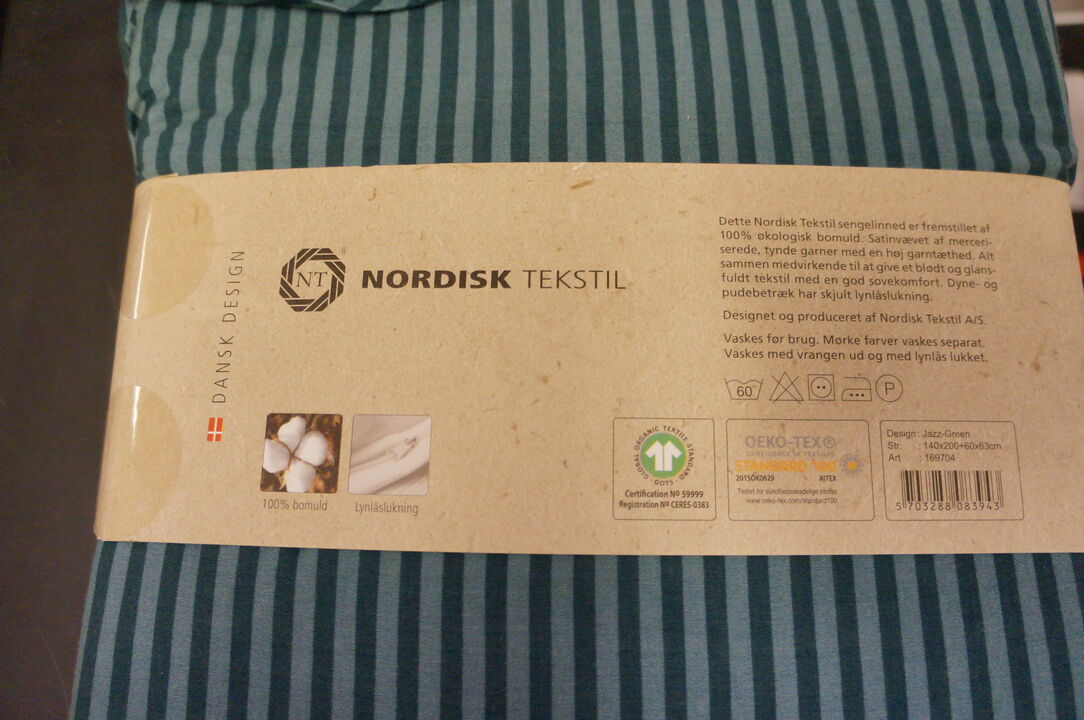 DANSK DESIGN
NT
®
NORDISK TEKSTIL
100% bomuld
Lynlåslukning
Dette Nordisk Tekstil sengelinned er fremstillet af
100% økologisk bomuld. Satinvævet af merceri-
serede, tynde garner med en høj garntæthed. Alt
sammen medvirkende til at give et blødt og glans-
fuldt tekstil med en god sovekomfort. Dyne- og
pudebetræk har skjult lynlåslukning.
Designet og produceret af Nordisk Tekstil A/S.
Vaskes før brug. Mørke farver vaskes separat.
Vaskes med vrangen ud og med lynlås lukket.
60°
P
GLOBAL ORGANIC TEXTILE STANDARD
· GOTS ·
Certification Nº 59999
Registration Nº CERES-0383
OEKO-TEX®
CONFIDENCE IN TEXTILES
STANDARD 100
2015OK0629 AITEX
Testet for sundhedsskadelige stoffer
www.oeko-tex.com/standard100
Design : Jazz-Green
Str. : 140x200+60x63cm
Art : 169704
5 703288 083943